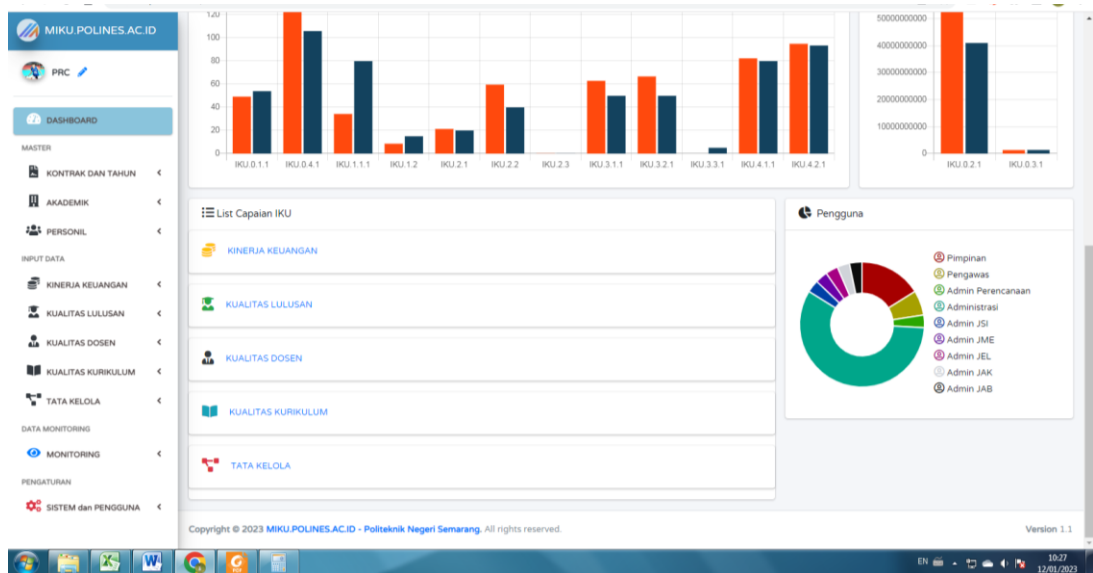 MIKU.POLINES.AC.ID
PRC
DASHBOARD
MASTER
KONTRAK DAN TAHUN
AKADEMIK
PERSONIL
INPUT DATA
KINERJA KEUANGAN
KUALITAS LULUSAN
KUALITAS DOSEN
KUALITAS KURIKULUM
TATA KELOLA
DATA MONITORING
MONITORING
PENGATURAN
SISTEM dan PENGGUNA
120
100
80
60
40
20
0
IKU.0.1.1 IKU.0.4.1 IKU.1.1.1 IKU.1.2 IKU.2.1 IKU.2.2 IKU.2.3 IKU.3.1.1 IKU.3.2.1 IKU.3.3.1 IKU.4.1.1 IKU.4.2.1
50000000000
40000000000
30000000000
20000000000
10000000000
0
IKU.0.2.1 IKU.0.3.1
List Capaian IKU
KINERJA KEUANGAN
KUALITAS LULUSAN
KUALITAS DOSEN
KUALITAS KURIKULUM
TATA KELOLA
Pengguna
Pimpinan
Pengawas
Admin Perencanaan
Administrasi
Admin JSI
Admin JME
Admin JEL
Admin JAK
Admin JAB
Copyright © 2023 MIKU.POLINES.AC.ID - Politeknik Negeri Semarang. All rights reserved.
Version 1.1
EN
10:27
12/01/2023